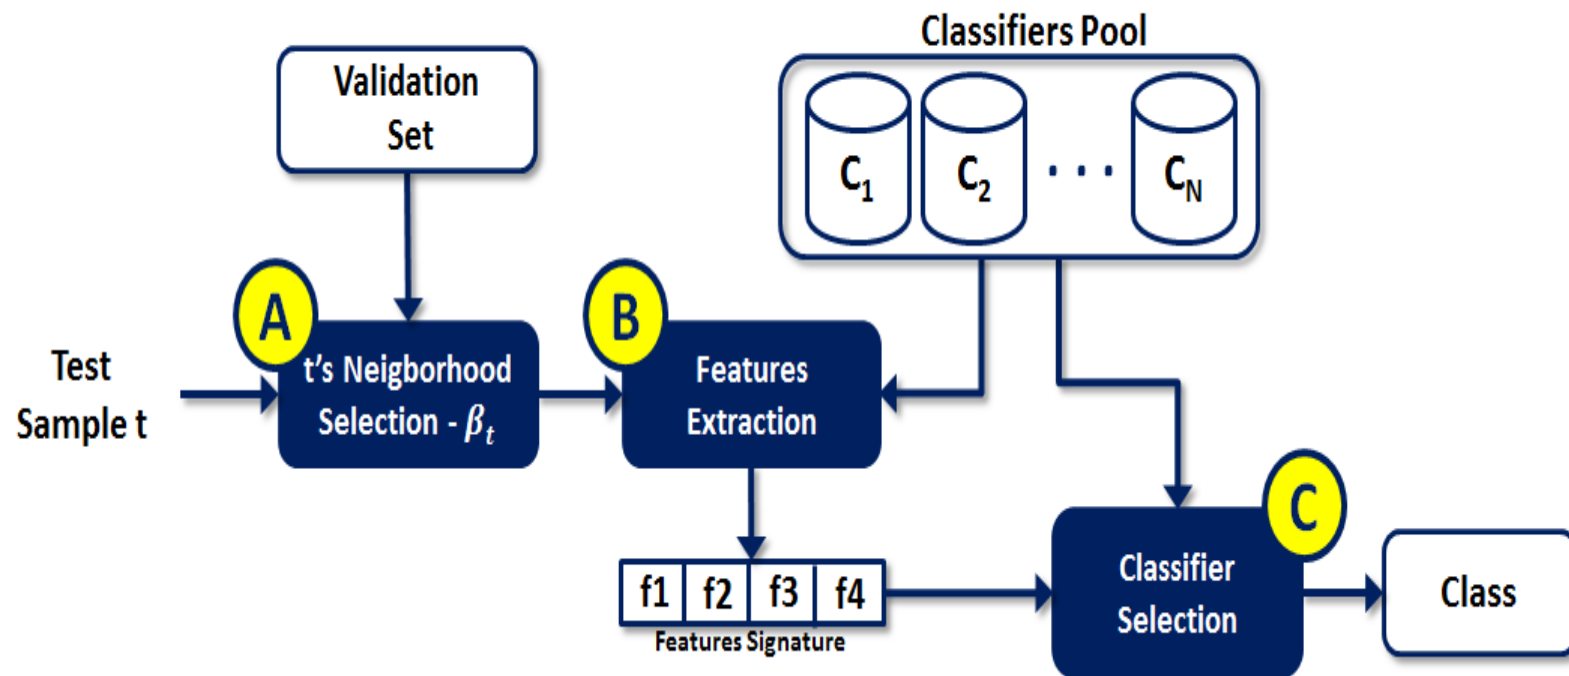 Classifiers Pool
Validation
Set
C₁
C₂
. . .
C_N
A
B
t's Neigborhood
Selection - βₜ
Features
Extraction
Test
Sample t
C
Classifier
Selection
Class
f1 f2 f3 f4
Features Signature